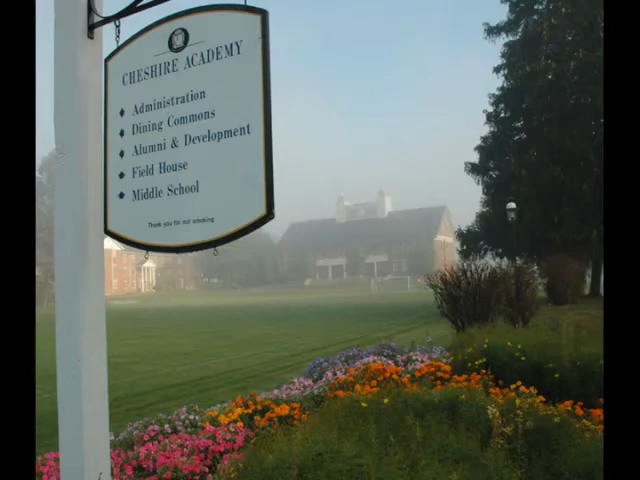 CHESHIRE ACADEMY
Administration
Dining Commons
Alumni & Development
Field House
Middle School
Thank you for not smoking